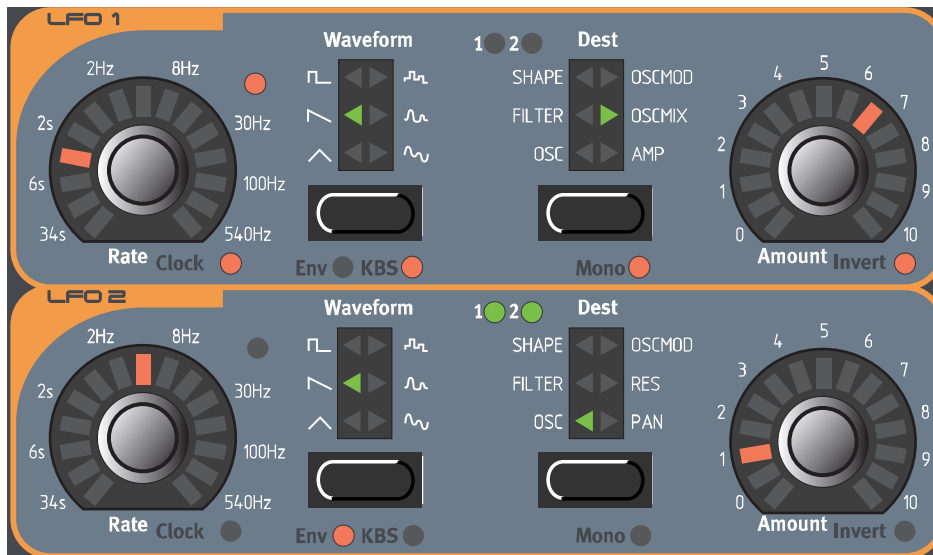 LFO 1
Waveform 1 2 Dest
2Hz 8Hz
2s 30Hz
6s 100Hz
34s 540Hz
Rate Clock
Env KBS
SHAPE OSCMOD
FILTER OSCMIX
OSC AMP
Mono
0 1 2 3 4 5 6 7 8 9 10
Amount Invert
LFO 2
Waveform 1 2 Dest
2Hz 8Hz
2s 30Hz
6s 100Hz
34s 540Hz
Rate Clock
Env KBS
SHAPE OSCMOD
FILTER RES
OSC PAN
Mono
0 1 2 3 4 5 6 7 8 9 10
Amount Invert